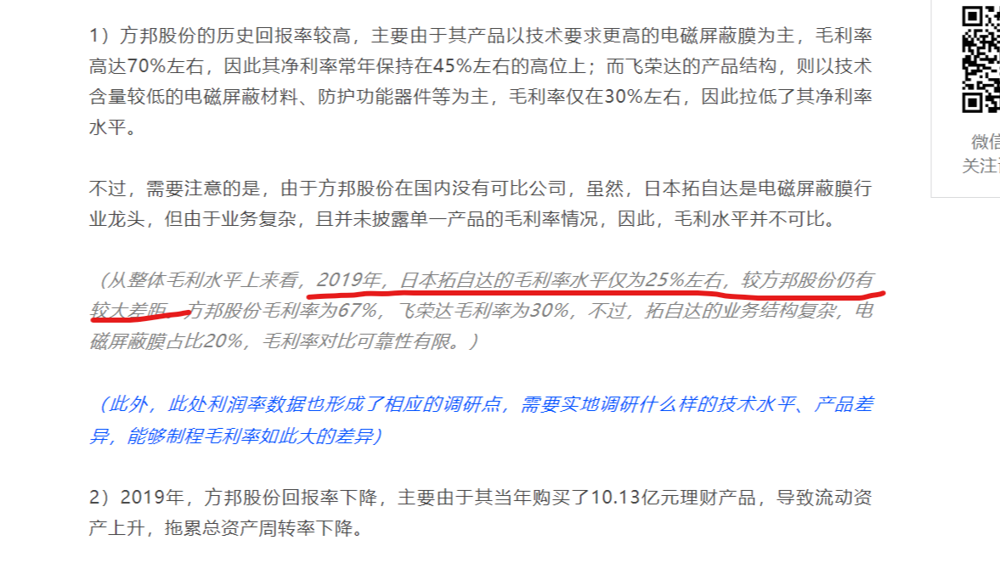 1）方邦股份的历史回报率较高，主要由于其产品以技术要求更高的电磁屏蔽膜为主，毛利率
高达70%左右，因此其净利率常年保持在45%左右的高位上；而飞荣达的产品结构，则以技术
含量较低的电磁屏蔽材料、防护功能器件等为主，毛利率仅在30%左右，因此拉低了其净利率
水平。
不过，需要注意的是，由于方邦股份在国内没有可比公司，虽然，日本拓自达是电磁屏蔽膜行
业龙头，但由于业务复杂，且并未披露单一产品的毛利率情况，因此，毛利水平并不可比。
（从整体毛利水平上来看，2019年，日本拓自达的毛利率水平仅为25%左右，较方邦股份仍有
较大差距，方邦股份毛利率为67%，飞荣达毛利率为30%，不过，拓自达的业务结构复杂，电
磁屏蔽膜占比20%，毛利率对比可靠性有限。）
（此外，此处利润率数据也形成了相应的调研点，需要实地调研什么样的技术水平、产品差
异，能够制程毛利率如此大的差异）
2）2019年，方邦股份回报率下降，主要由于其当年购买了10.13亿元理财产品，导致流动资
产上升，拖累总资产周转率下降。
微信
关注